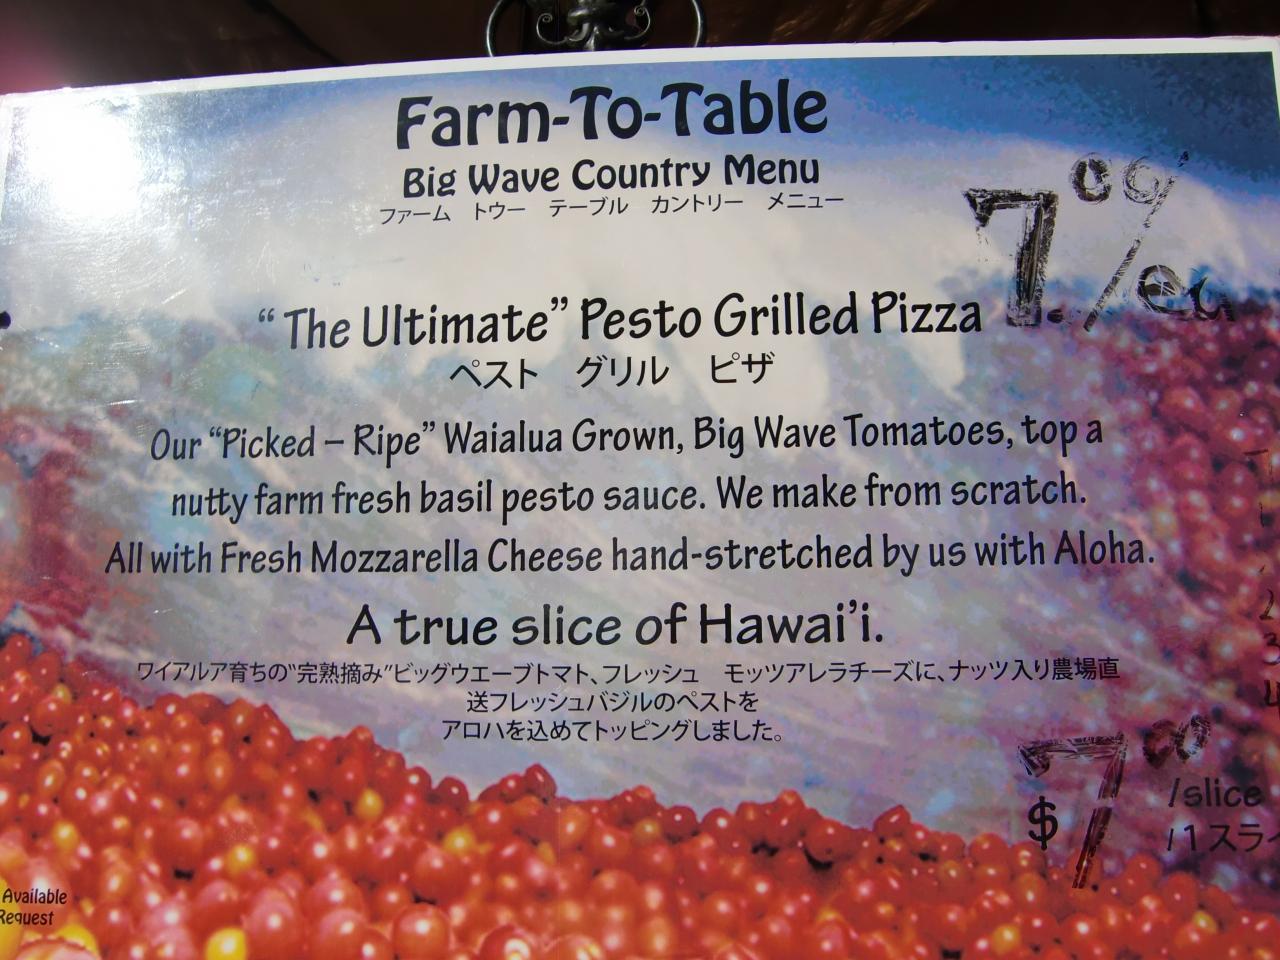 Farm-To-Table
Big Wave Country Menu
ファーム トゥー テーブル カントリー メニュー
7.00/ea
“The Ultimate” Pesto Grilled Pizza
ペスト グリル ピザ
Our “Picked – Ripe” Waialua Grown, Big Wave Tomatoes, top a
nutty farm fresh basil pesto sauce. We make from scratch.
All with Fresh Mozzarella Cheese hand-stretched by us with Aloha.
A true slice of Hawai’i.
ワイアルア育ちの“完熟摘み”ビッグウエーブトマト、フレッシュ モッツアレラチーズに、ナッツ入り農場直
送フレッシュバジルのペストを
アロハを込めてトッピングしました。
$7.00 /slice
/1スラ
Available
Request